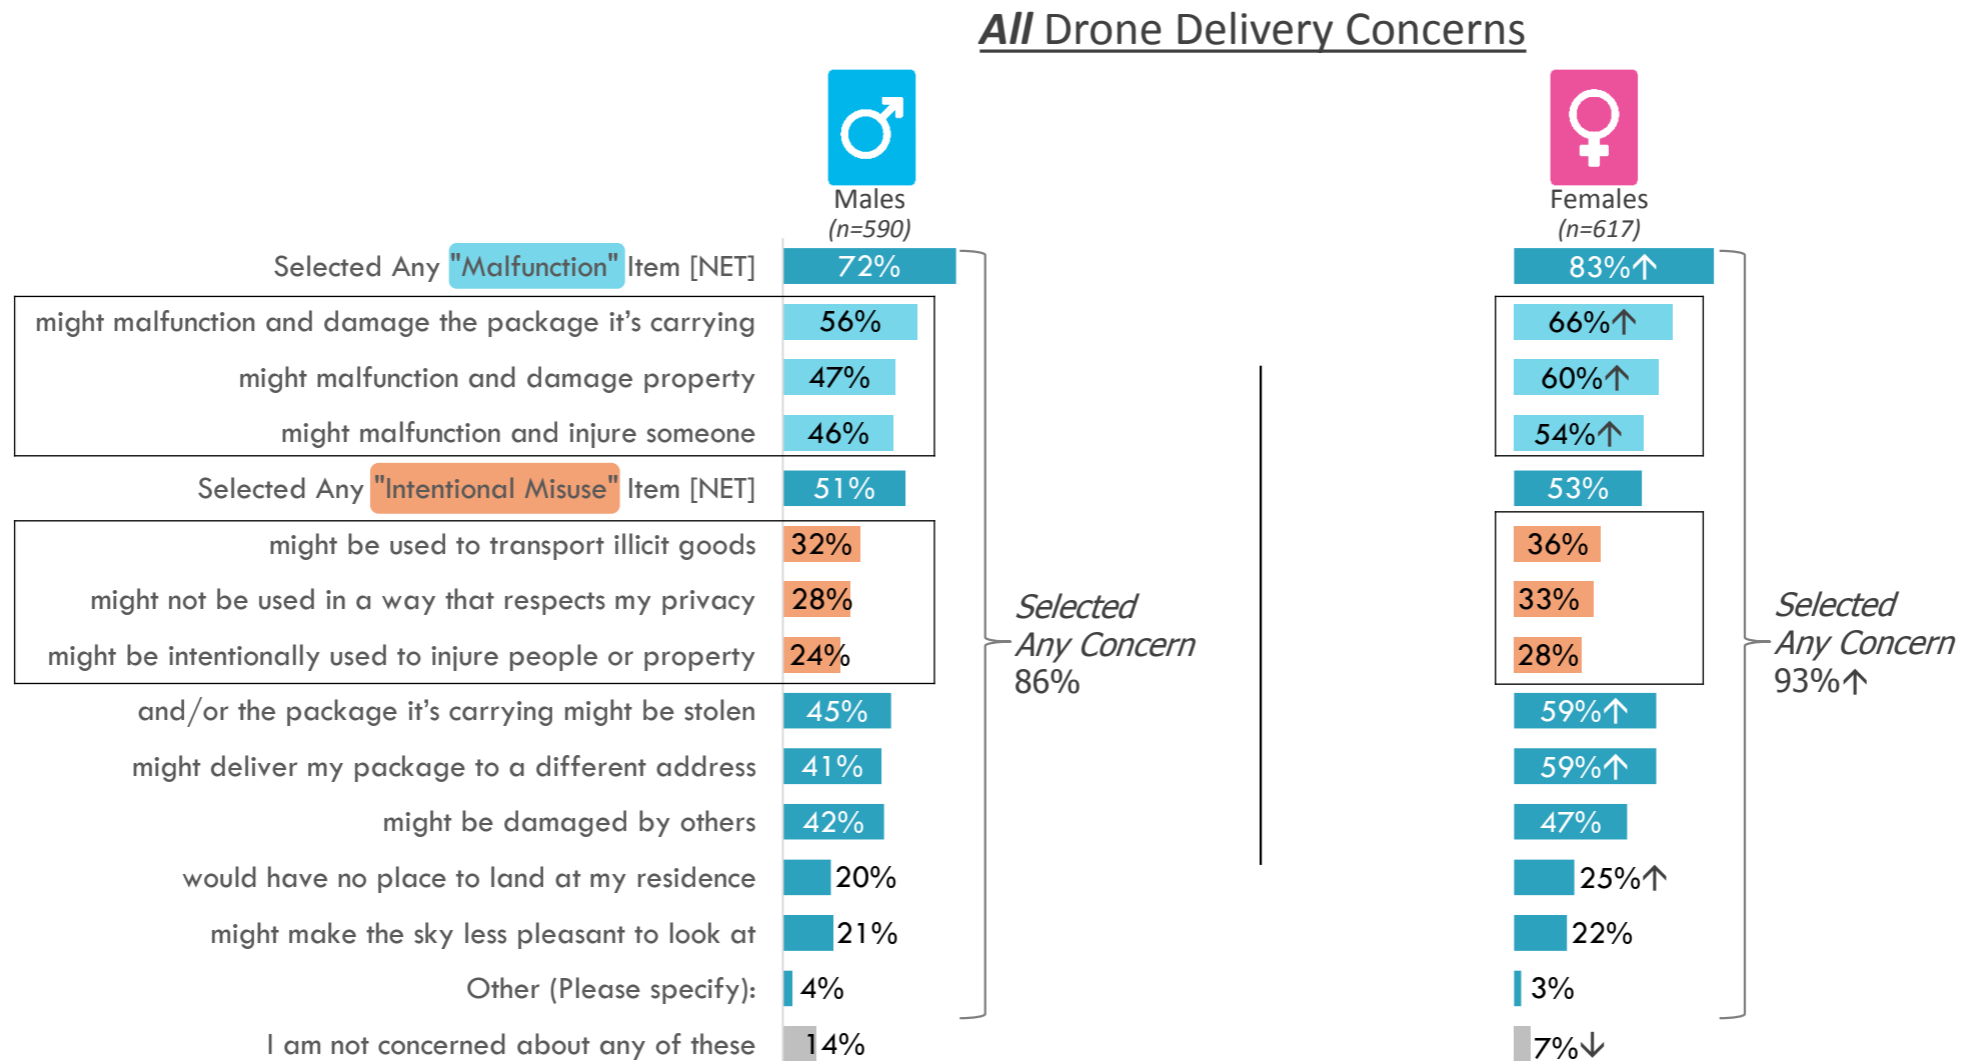 All Drone Delivery Concerns
Males
(n=590)
Females
(n=617)
Selected Any "Malfunction" Item [NET] 72% 83%↑
might malfunction and damage the package it’s carrying 56% 66%↑
might malfunction and damage property 47% 60%↑
might malfunction and injure someone 46% 54%↑
Selected Any "Intentional Misuse" Item [NET] 51% 53%
might be used to transport illicit goods 32% 36%
might not be used in a way that respects my privacy 28% 33%
might be intentionally used to injure people or property 24% 28%
and/or the package it’s carrying might be stolen 45% 59%↑
might deliver my package to a different address 41% 59%↑
might be damaged by others 42% 47%
would have no place to land at my residence 20% 25%↑
might make the sky less pleasant to look at 21% 22%
Other (Please specify): 4% 3%
I am not concerned about any of these 14% 7%↓
Selected
Any Concern
86%
Selected
Any Concern
93%↑